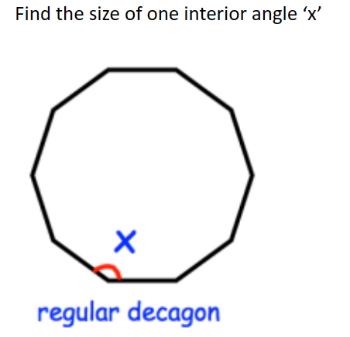 Find the size of one interior angle ‘x’
x
regular decagon